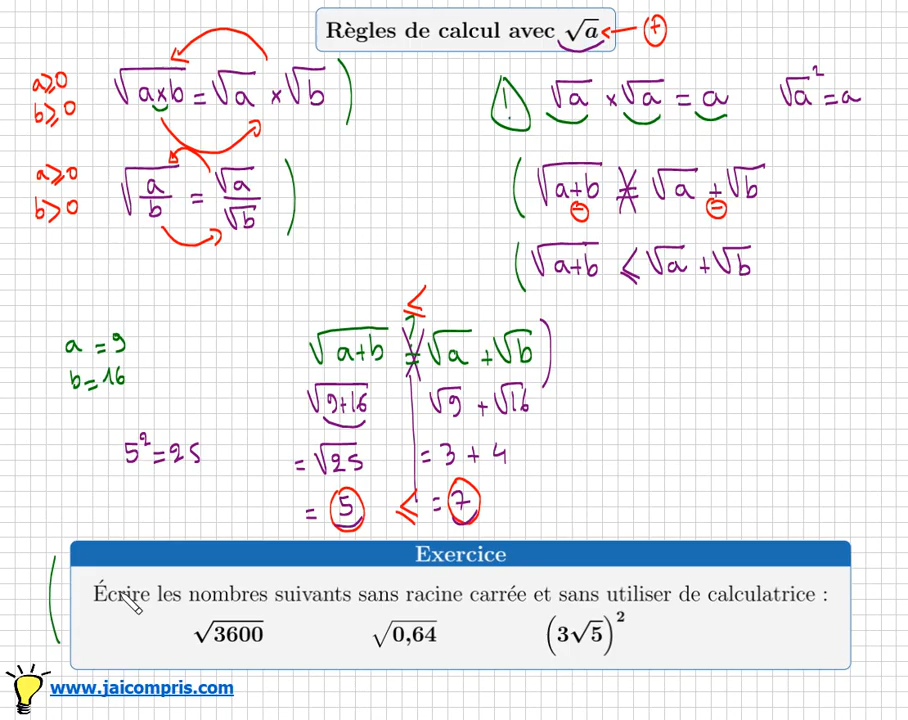 Règles de calcul avec √a ← +
a≥0
b≥0
√(a×b) = √a × √b
! √a × √a = a
√a² = a
a≥0
b>0
√(a/b) = √a/√b
√(a+b) ≠ √a + √b
− −
√(a+b) ≤ √a + √b
≤
?
a = 9
b = 16
√(a+b) ≠ √a + √b
√(9+16) √9 + √16
5² = 25
= √25 = 3 + 4
= 5 ≤ = 7
Exercice
Écrire les nombres suivants sans racine carrée et sans utiliser de calculatrice :
√3600 √0,64 (3√5)²
www.jaicompris.com